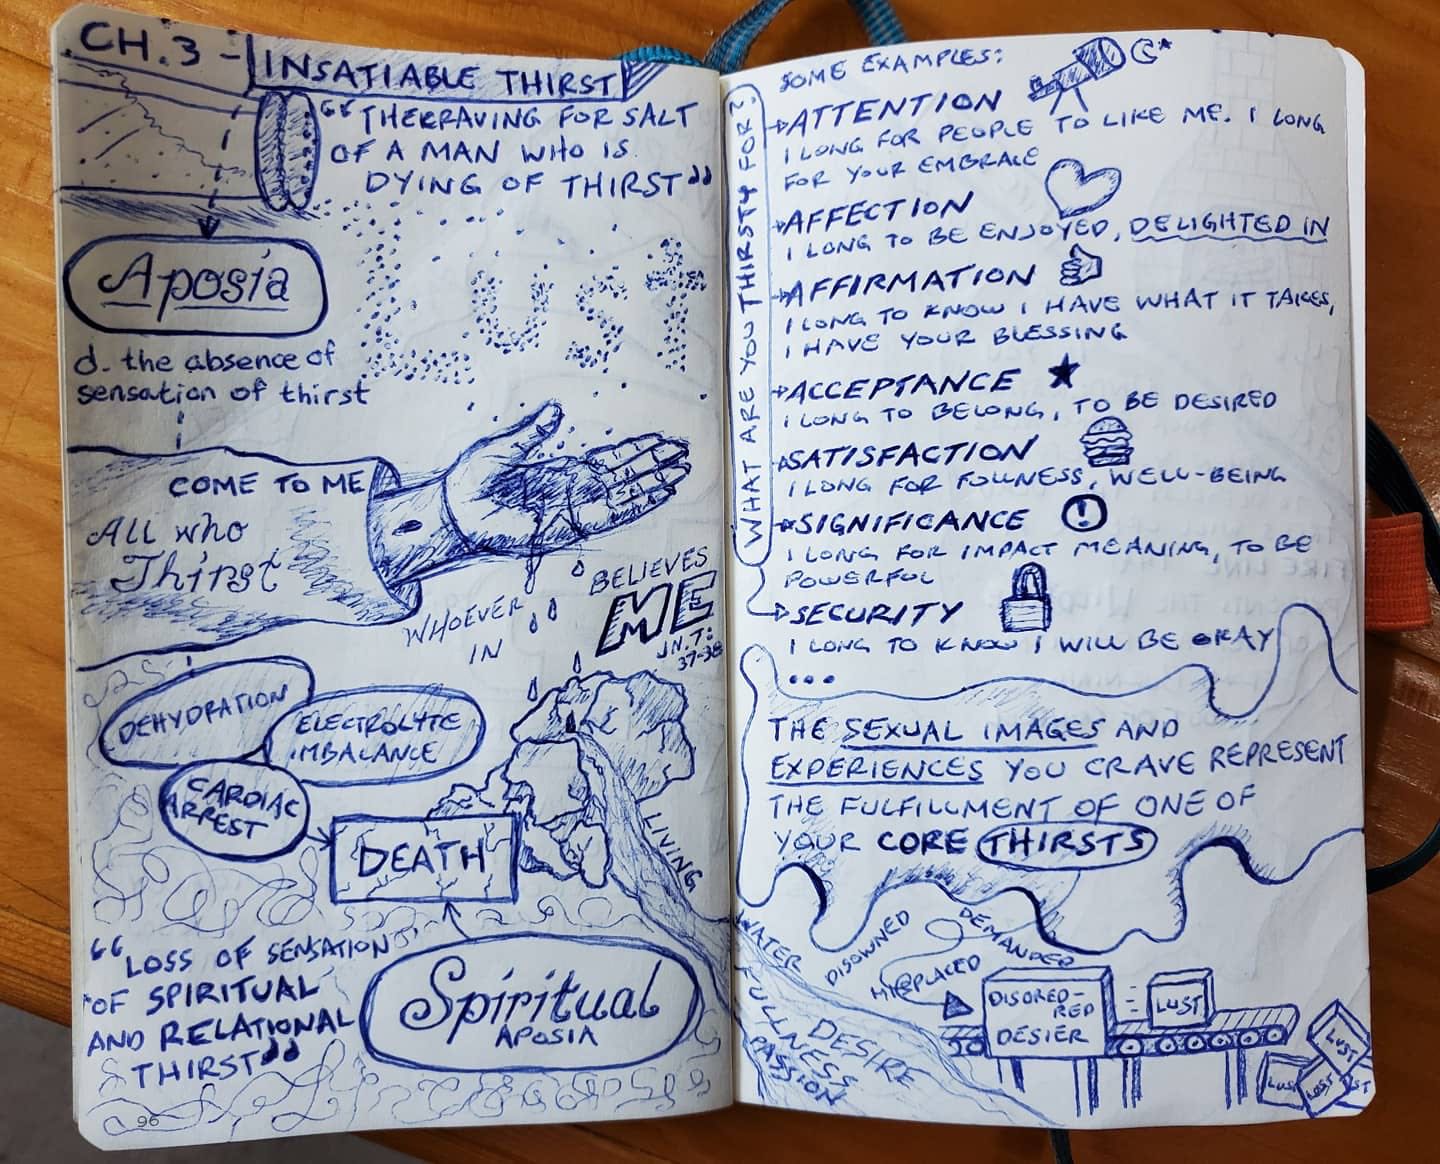 CH.3 - INSATIABLE THIRST
"THE CRAVING FOR SALT
OF A MAN WHO IS
DYING OF THIRST"
LUST
Aposia
d. the absence of
sensation of thirst
COME TO ME
All who
Thirst
WHOEVER
BELIEVES
IN
ME
JN.7:
37-38
DEHYDRATION
ELECTROLYTE
IMBALANCE
CARDIAC
ARREST
DEATH
"LOSS OF SENSATION
OF SPIRITUAL
AND RELATIONAL
THIRST"
Spiritual
APOSIA
96
LIVING
WATER
FULLNESS
DESIRE
PASSION
WHAT ARE YOU THIRSTY FOR?
SOME EXAMPLES:
ATTENTION
I LONG FOR PEOPLE TO LIKE ME. I LONG
FOR YOUR EMBRACE
AFFECTION
I LONG TO BE ENJOYED, DELIGHTED IN
AFFIRMATION
I LONG TO KNOW I HAVE WHAT IT TAKES,
I HAVE YOUR BLESSING
ACCEPTANCE
I LONG TO BELONG, TO BE DESIRED
SATISFACTION
I LONG FOR FULLNESS, WELL-BEING
SIGNIFICANCE
I LONG FOR IMPACT MEANING, TO BE
POWERFUL
SECURITY
I LONG TO KNOW I WILL BE OKAY
...
THE SEXUAL IMAGES AND
EXPERIENCES YOU CRAVE REPRESENT
THE FULFILLMENT OF ONE OF
YOUR CORE THIRSTS
DISOWNED
DEMANDED
MISPLACED
DISORED-
RED
DESIER
LUST
LUST
LUST
LUST
LUST